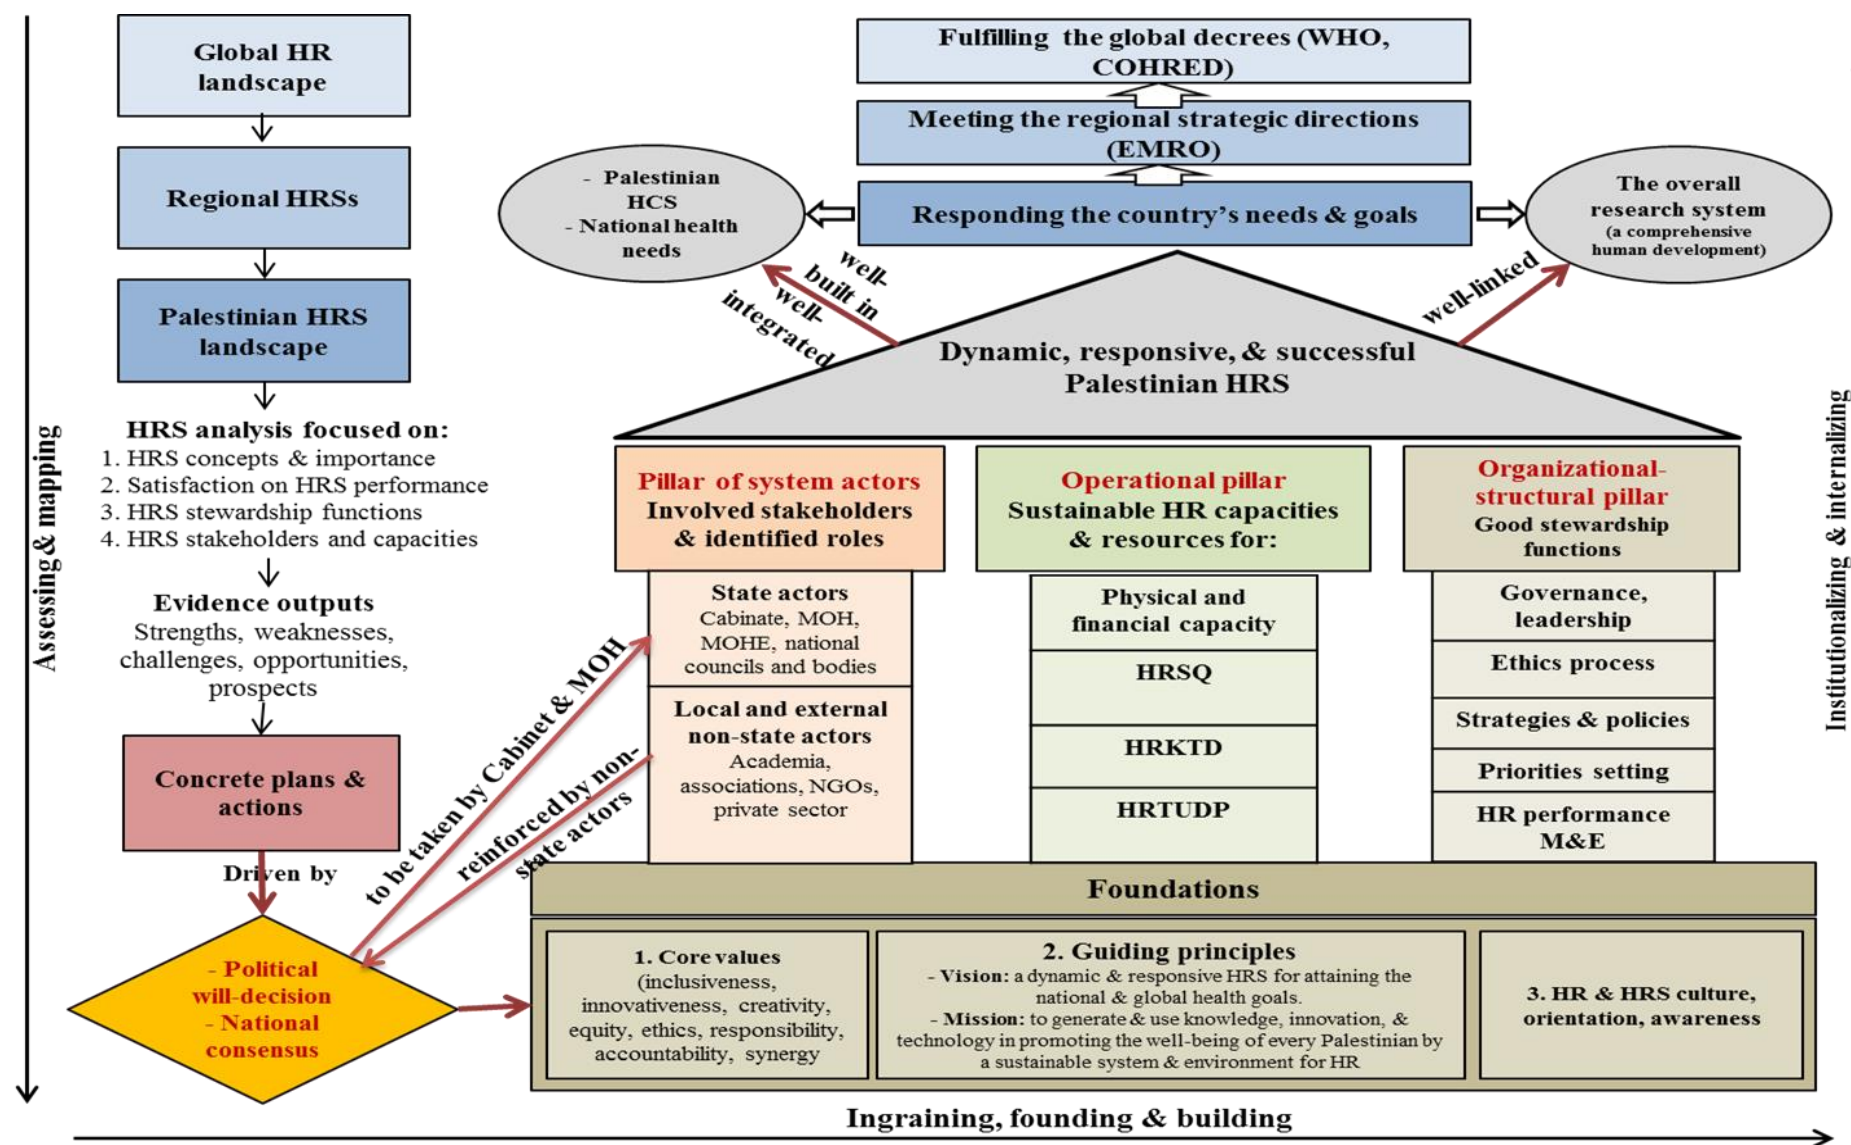 Global HR
landscape
Regional HRSs
Palestinian HRS
landscape
HRS analysis focused on:
1. HRS concepts & importance
2. Satisfaction on HRS performance
3. HRS stewardship functions
4. HRS stakeholders and capacities
Evidence outputs
Strengths, weaknesses,
challenges, opportunities,
prospects
Concrete plans &
actions
Driven by
- Political
will-decision
- National
consensus
Assessing & mapping
to be taken by Cabinet & MOH
reinforced by non-
state actors
Fulfilling the global decrees (WHO,
COHRED)
Meeting the regional strategic directions
(EMRO)
Responding the country's needs & goals
- Palestinian
HCS
- National health
needs
The overall
research system
(a comprehensive
human development)
well-
built in
well-
integrated
well-linked
Dynamic, responsive, & successful
Palestinian HRS
Pillar of system actors
Involved stakeholders
& identified roles
State actors
Cabinate, MOH,
MOHE, national
councils and bodies
Local and external
non-state actors
Academia,
associations, NGOs,
private sector
Operational pillar
Sustainable HR capacities
& resources for:
Physical and
financial capacity
HRSQ
HRKTD
HRTUDP
Organizational-
structural pillar
Good stewardship
functions
Governance,
leadership
Ethics process
Strategies & policies
Priorities setting
HR performance
M&E
Foundations
1. Core values
(inclusiveness,
innovativeness, creativity,
equity, ethics, responsibility,
accountability, synergy
2. Guiding principles
- Vision: a dynamic & responsive HRS for attaining the
national & global health goals.
- Mission: to generate & use knowledge, innovation, &
technology in promoting the well-being of every Palestinian by
a sustainable system & environment for HR
3. HR & HRS culture,
orientation, awareness
Institutionalizing & internalizing
Ingraining, founding & building